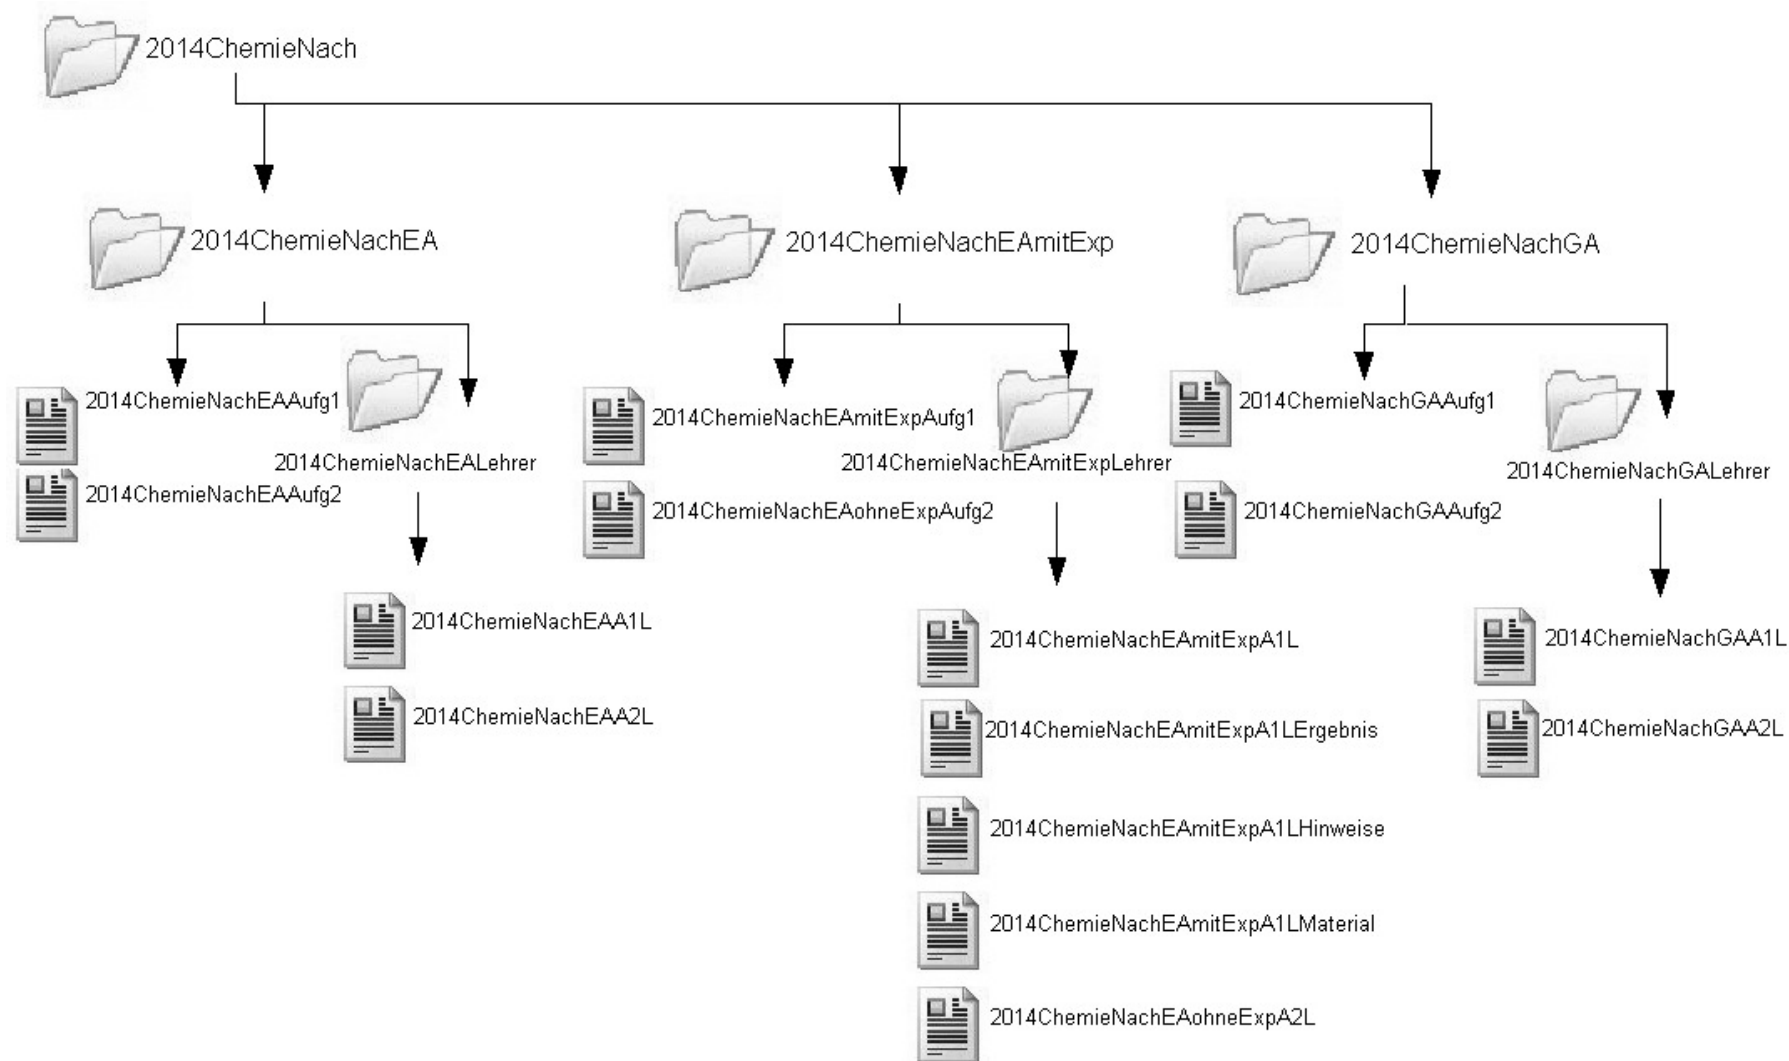 2014ChemieNach
2014ChemieNachEA
2014ChemieNachEAmitExp
2014ChemieNachGA
2014ChemieNachEAAufg1
2014ChemieNachEALehrer
2014ChemieNachEAAufg2
2014ChemieNachEAA1L
2014ChemieNachEAA2L
2014ChemieNachEAmitExpAufg1
2014ChemieNachEAmitExpLehrer
2014ChemieNachEAohneExpAufg2
2014ChemieNachEAmitExpA1L
2014ChemieNachEAmitExpA1LErgebnis
2014ChemieNachEAmitExpA1LHinweise
2014ChemieNachEAmitExpA1LMaterial
2014ChemieNachEAohneExpA2L
2014ChemieNachGAAufg1
2014ChemieNachGALehrer
2014ChemieNachGAAufg2
2014ChemieNachGAA1L
2014ChemieNachGAA2L